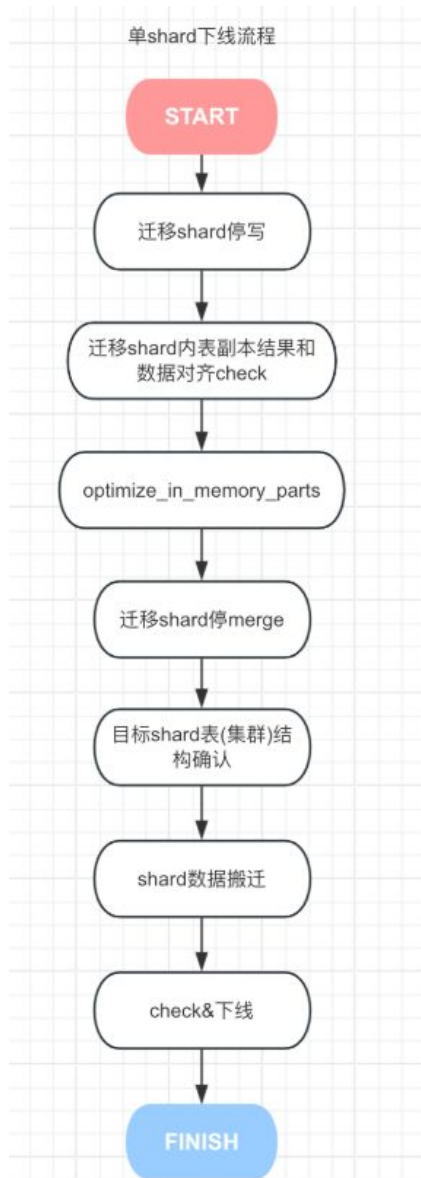 单shard下线流程
START
迁移shard停写
迁移shard内表副本结果和
数据对齐check
optimize_in_memory_parts
迁移shard停merge
目标shard表(集群)结
构确认
shard数据搬迁
check&下线
FINISH